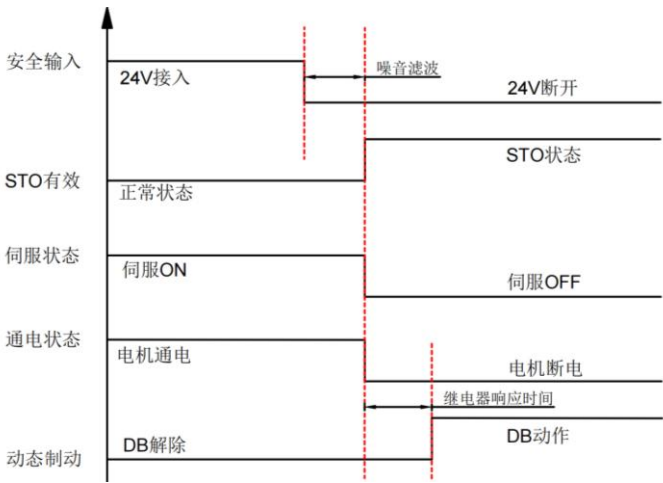 安全输入
24V接入
噪音滤波
24V断开
STO状态
STO有效
正常状态
伺服状态
伺服ON
伺服OFF
通电状态
电机通电
电机断电
继电器响应时间
DB动作
DB解除
动态制动